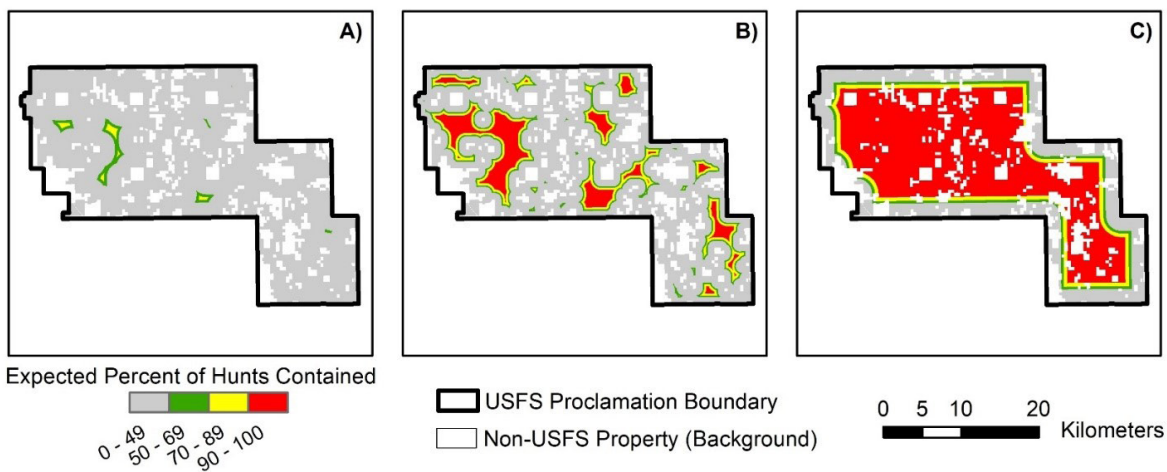 A)
B)
C)
Expected Percent of Hunts Contained
0 - 49
50 - 69
70 - 89
90 - 100
USFS Proclamation Boundary
Non-USFS Property (Background)
0 5 10 20
Kilometers